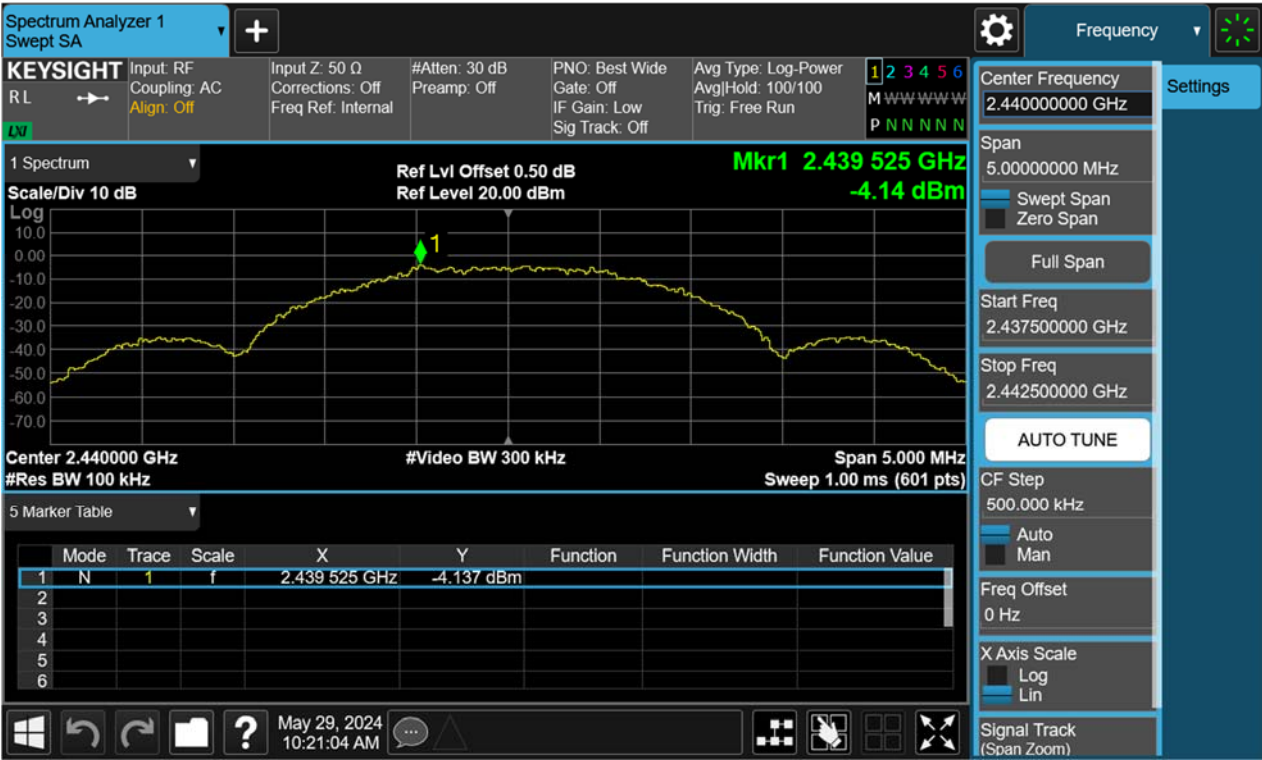 Spectrum Analyzer 1
Swept SA
+
Frequency
KEYSIGHT
R L
LXI
Input: RF
Coupling: AC
Align: Off
Input Z: 50 Ω
Corrections: Off
Freq Ref: Internal
#Atten: 30 dB
Preamp: Off
PNO: Best Wide
Gate: Off
IF Gain: Low
Sig Track: Off
Avg Type: Log-Power
Avg|Hold: 100/100
Trig: Free Run
1 2 3 4 5 6
M W W W W W
P N N N N N
1 Spectrum
Scale/Div 10 dB
Ref Lvl Offset 0.50 dB
Ref Level 20.00 dBm
Mkr1 2.439 525 GHz
-4.14 dBm
Log
10.0
0.00
-10.0
-20.0
-30.0
-40.0
-50.0
-60.0
-70.0
1
Center 2.440000 GHz
#Res BW 100 kHz
#Video BW 300 kHz
Span 5.000 MHz
Sweep 1.00 ms (601 pts)
5 Marker Table
Mode Trace Scale X Y Function Function Width Function Value
1 N 1 f 2.439 525 GHz -4.137 dBm
2
3
4
5
6
May 29, 2024
10:21:04 AM
?
Center Frequency
2.440000000 GHz
Settings
Span
5.00000000 MHz
Swept Span
Zero Span
Full Span
Start Freq
2.437500000 GHz
Stop Freq
2.442500000 GHz
AUTO TUNE
CF Step
500.000 kHz
Auto
Man
Freq Offset
0 Hz
X Axis Scale
Log
Lin
Signal Track
(Span Zoom)